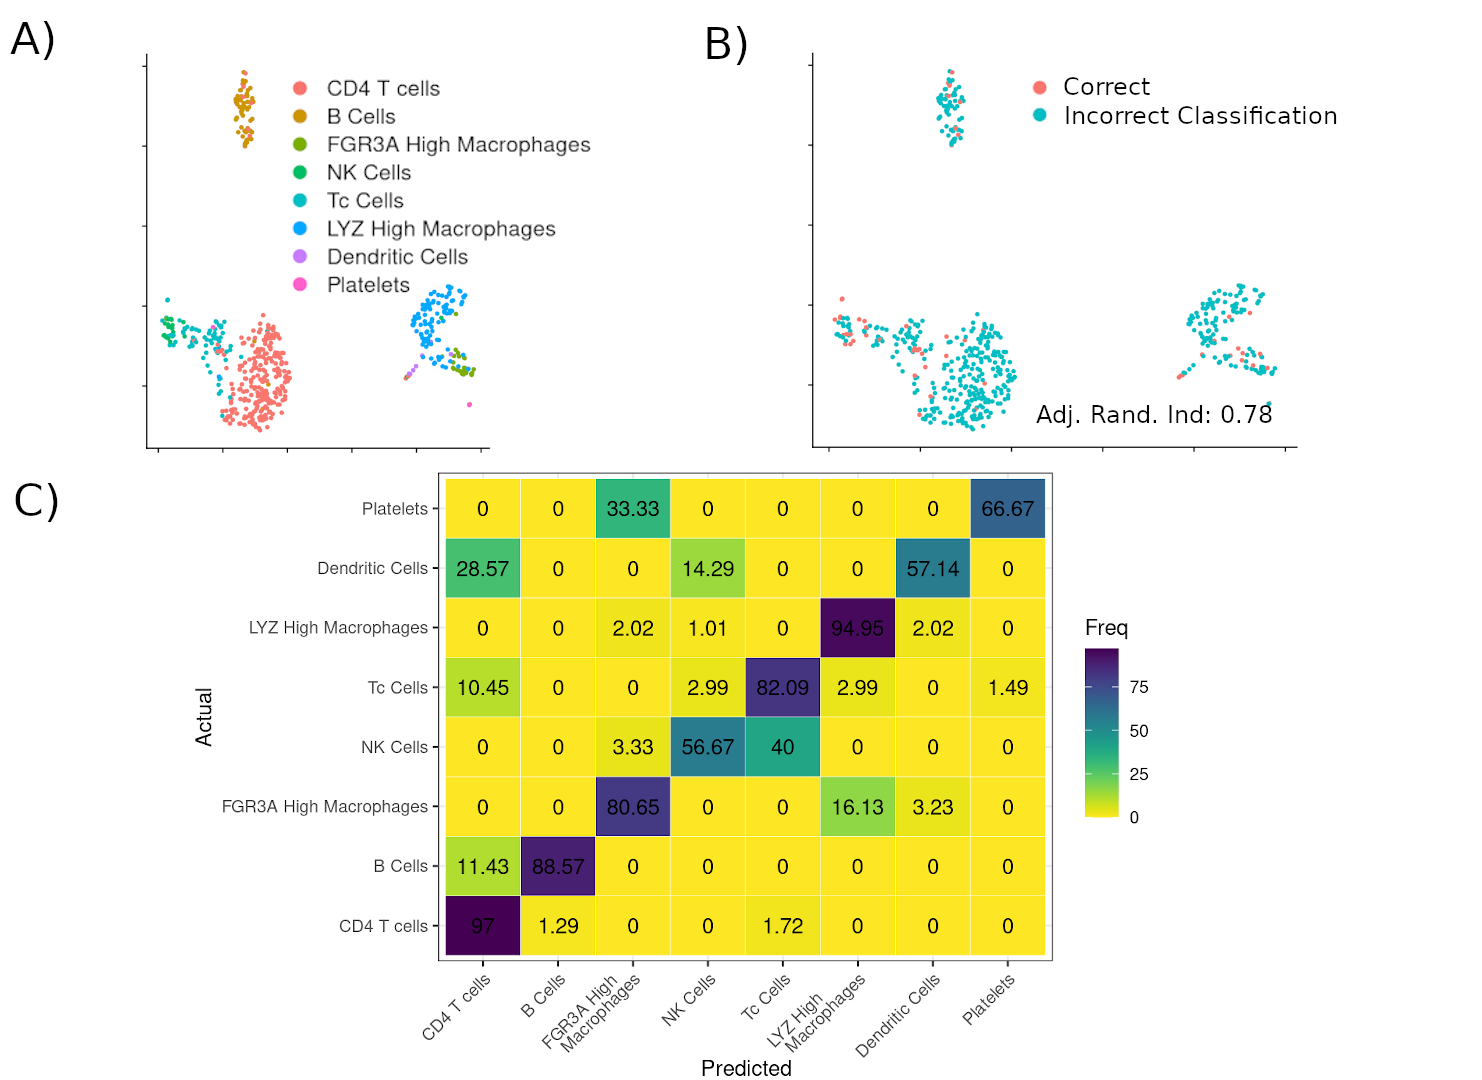 A)
CD4 T cells
B Cells
FGR3A High Macrophages
NK Cells
Tc Cells
LYZ High Macrophages
Dendritic Cells
Platelets
B)
Correct
Incorrect Classification
Adj. Rand. Ind: 0.78
C)
Actual
Platelets 0 0 33.33 0 0 0 0 66.67
Dendritic Cells 28.57 0 0 14.29 0 0 57.14 0
LYZ High Macrophages 0 0 2.02 1.01 0 94.95 2.02 0
Tc Cells 10.45 0 0 2.99 82.09 2.99 0 1.49
NK Cells 0 0 3.33 56.67 40 0 0 0
FGR3A High Macrophages 0 0 80.65 0 0 16.13 3.23 0
B Cells 11.43 88.57 0 0 0 0 0 0
CD4 T cells 97 1.29 0 0 1.72 0 0 0
CD4 T cells
B Cells
FGR3A High
Macrophages
NK Cells
Tc Cells
LYZ High
Macrophages
Dendritic Cells
Platelets
Predicted
Freq
75
50
25
0